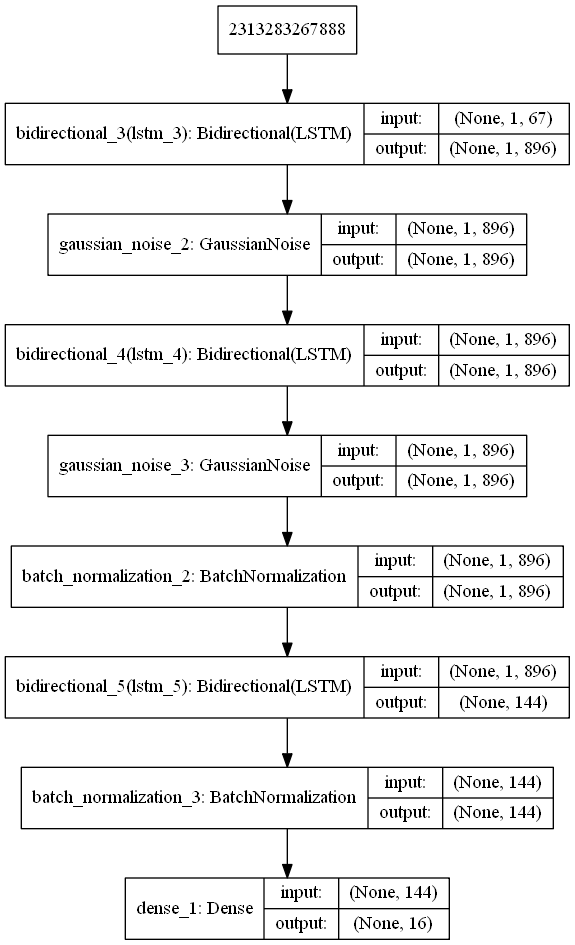 2313283267888
bidirectional_3(lstm_3): Bidirectional(LSTM)
input: (None, 1, 67)
output: (None, 1, 896)
gaussian_noise_2: GaussianNoise
input: (None, 1, 896)
output: (None, 1, 896)
bidirectional_4(lstm_4): Bidirectional(LSTM)
input: (None, 1, 896)
output: (None, 1, 896)
gaussian_noise_3: GaussianNoise
input: (None, 1, 896)
output: (None, 1, 896)
batch_normalization_2: BatchNormalization
input: (None, 1, 896)
output: (None, 1, 896)
bidirectional_5(lstm_5): Bidirectional(LSTM)
input: (None, 1, 896)
output: (None, 144)
batch_normalization_3: BatchNormalization
input: (None, 144)
output: (None, 144)
dense_1: Dense
input: (None, 144)
output: (None, 16)